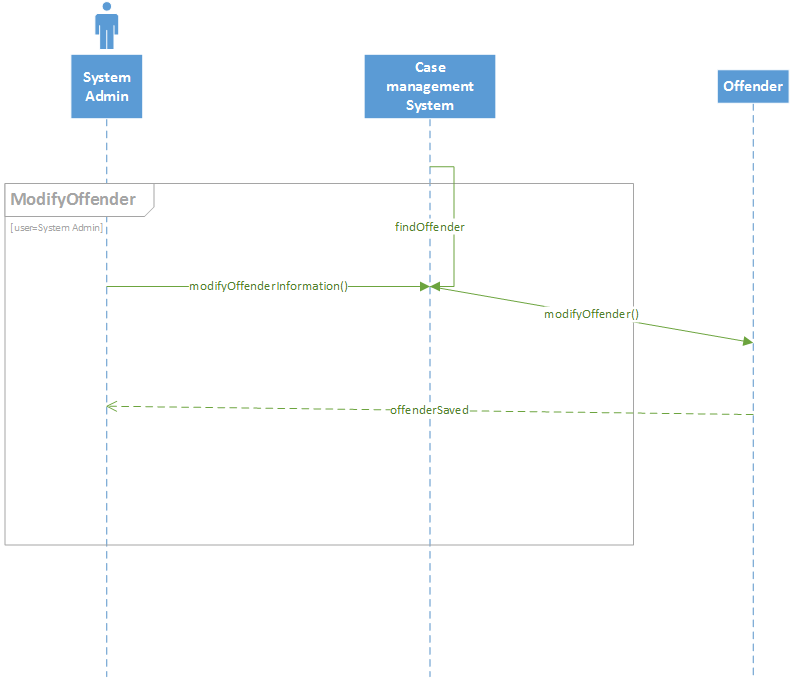 System
Admin
Case
management
System
Offender
ModifyOffender
[user=System Admin]
findOffender
modifyOffenderInformation()
modifyOffender()
offenderSaved